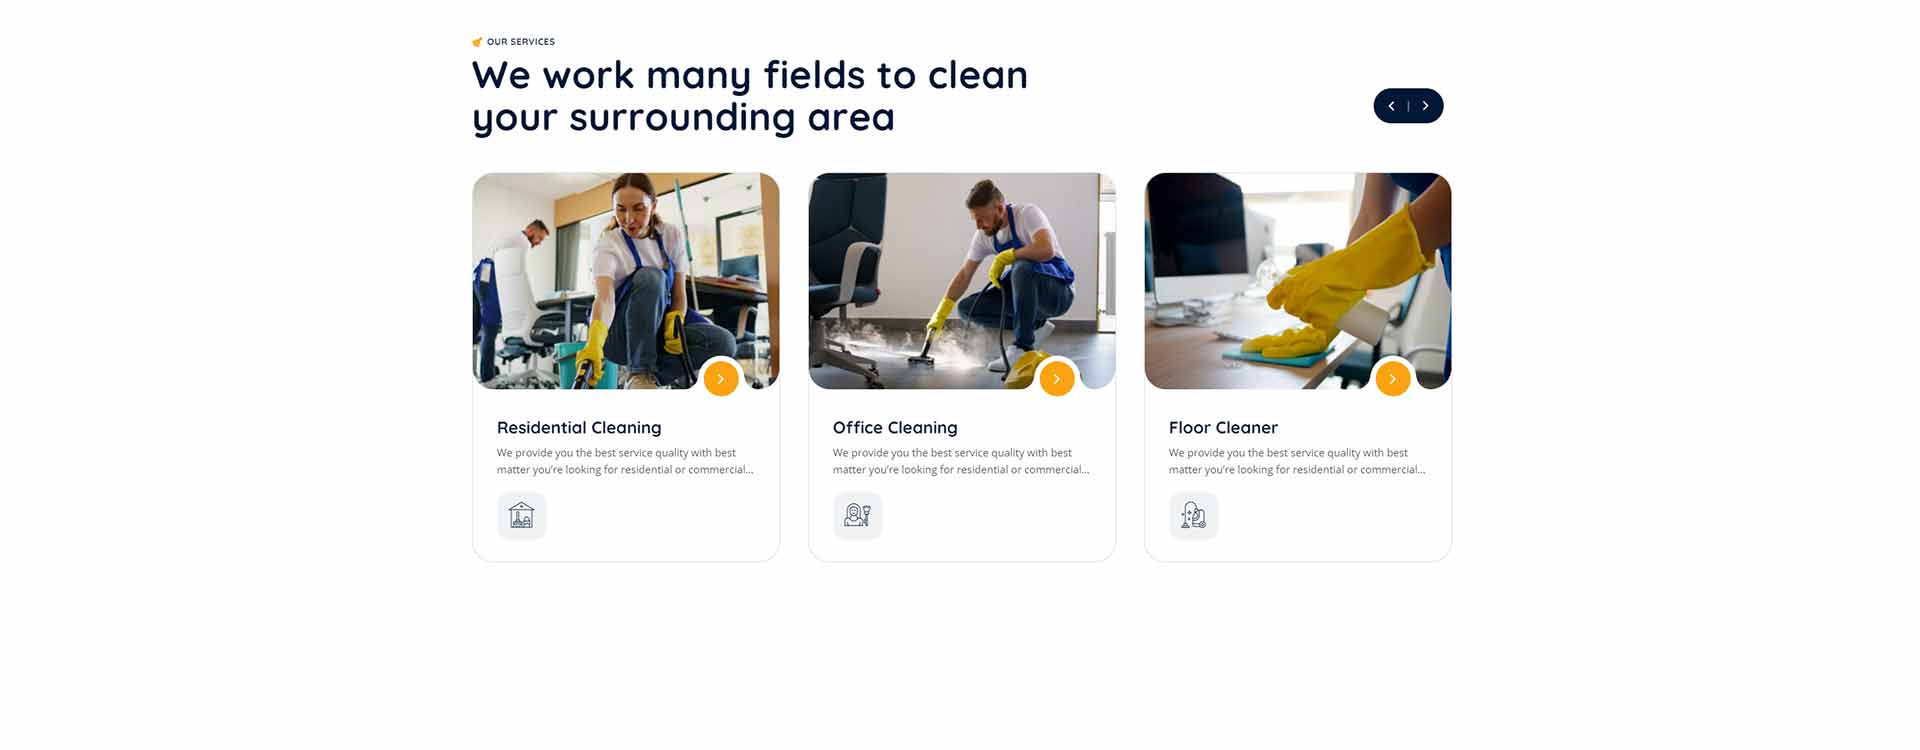 OUR SERVICES
We work many fields to clean
your surrounding area
Residential Cleaning
We provide you the best service quality with best
matter you're looking for residential or commercial...
Office Cleaning
We provide you the best service quality with best
matter you're looking for residential or commercial...
Floor Cleaner
We provide you the best service quality with best
matter you're looking for residential or commercial...